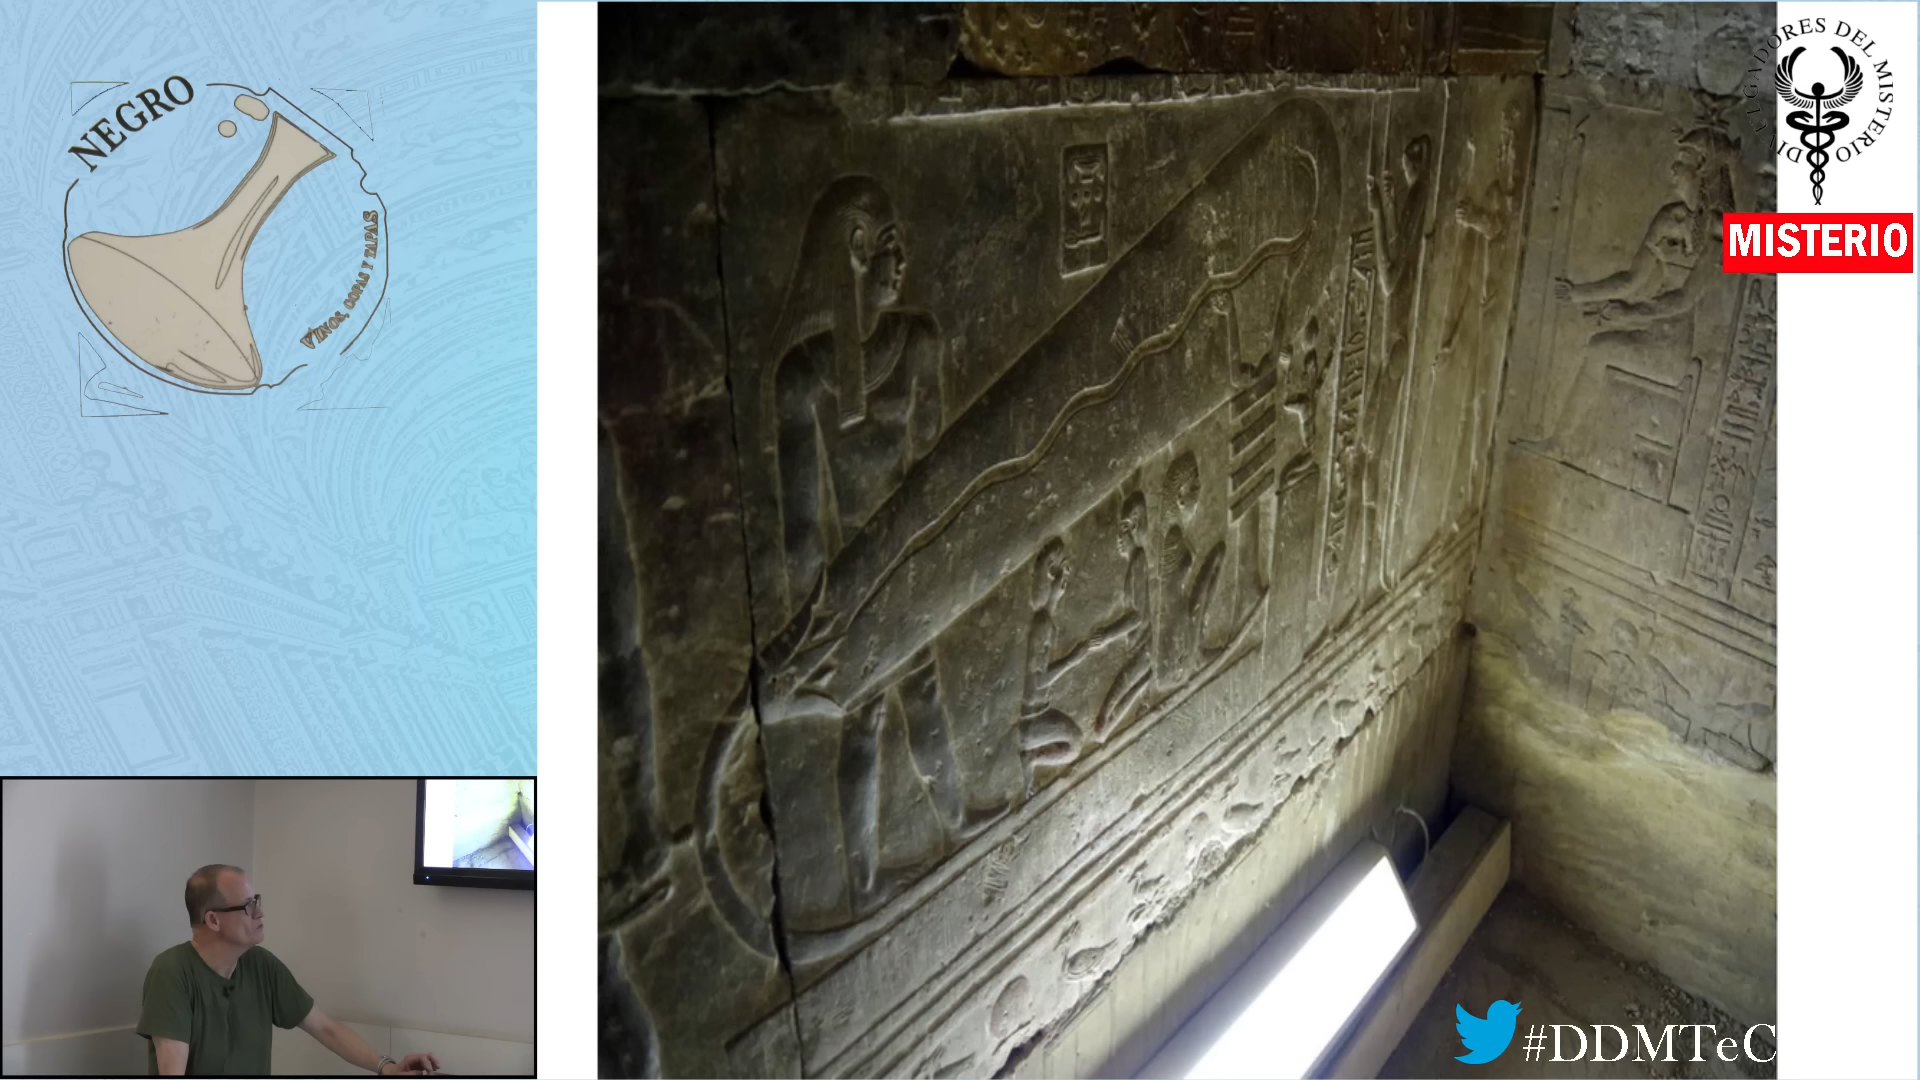 NEGRO
VINOS, COPAS Y TAPAS
DIVULGADORES DEL MISTERIO
MISTERIO
#DDMTeC